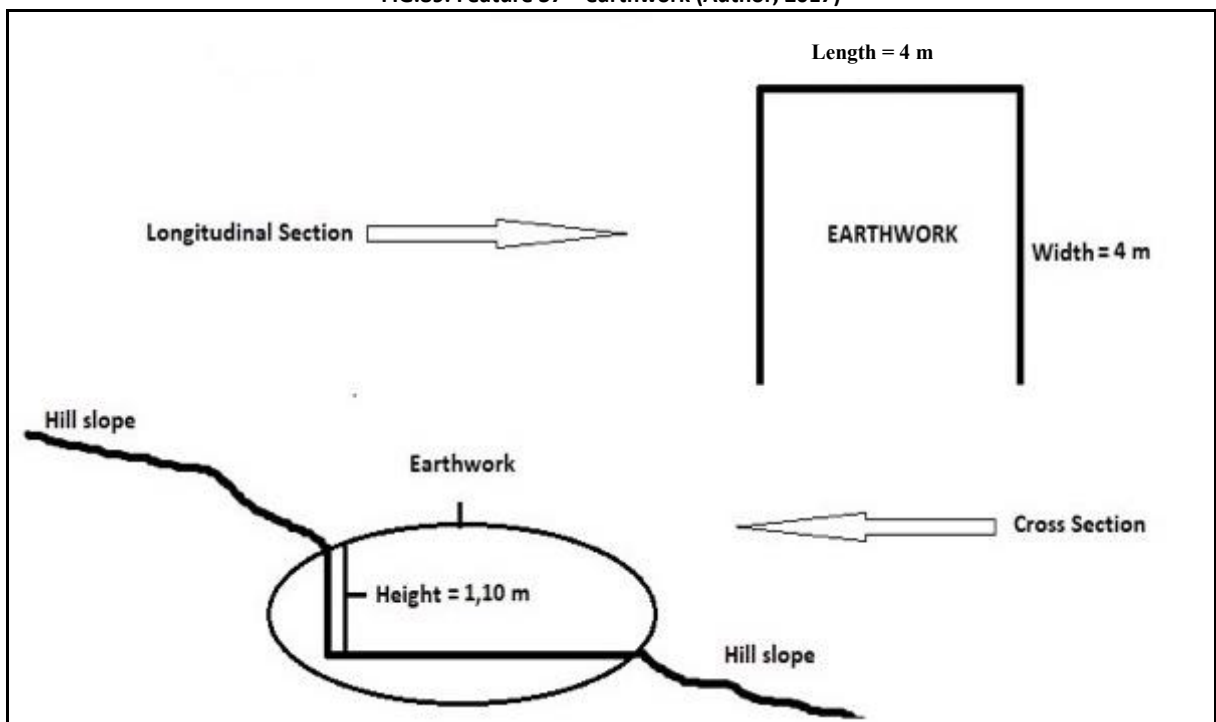 Length = 4 m
Longitudinal Section
EARTHWORK
Width = 4 m
Hill slope
Earthwork
Cross Section
Height = 1,10 m
Hill slope